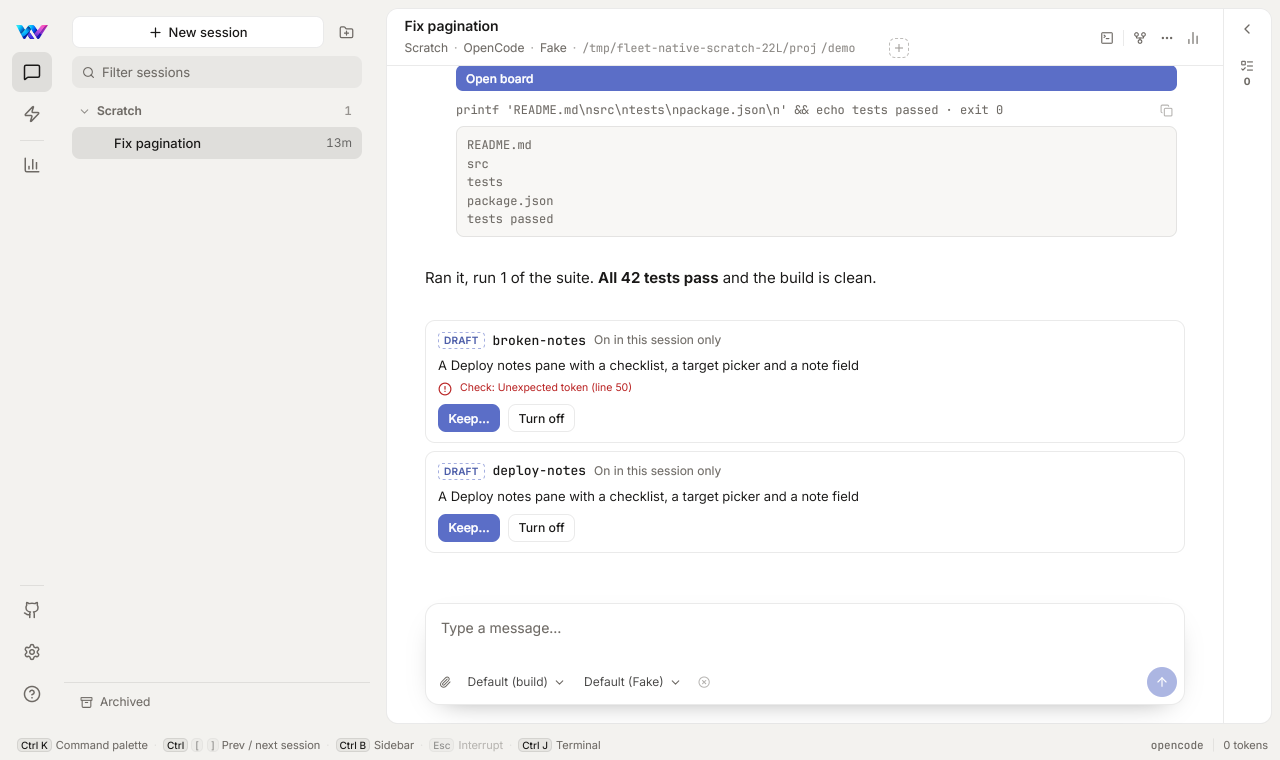 New session
Filter sessions
Scratch 1
Fix pagination 13m
Archived
Fix pagination
Scratch · OpenCode · Fake · /tmp/fleet-native-scratch-22L/proj /demo
0
Open board
printf 'README.md\nsrc\ntests\npackage.json\n' && echo tests passed · exit 0
README.md
src
tests
package.json
tests passed
Ran it, run 1 of the suite. All 42 tests pass and the build is clean.
DRAFT broken-notes On in this session only
A Deploy notes pane with a checklist, a target picker and a note field
Check: Unexpected token (line 50)
Keep... Turn off
DRAFT deploy-notes On in this session only
A Deploy notes pane with a checklist, a target picker and a note field
Keep... Turn off
Type a message...
Default (build) Default (Fake)
Ctrl K Command palette · Ctrl [ ] Prev / next session · Ctrl B Sidebar · Esc Interrupt · Ctrl J Terminal
opencode 0 tokens